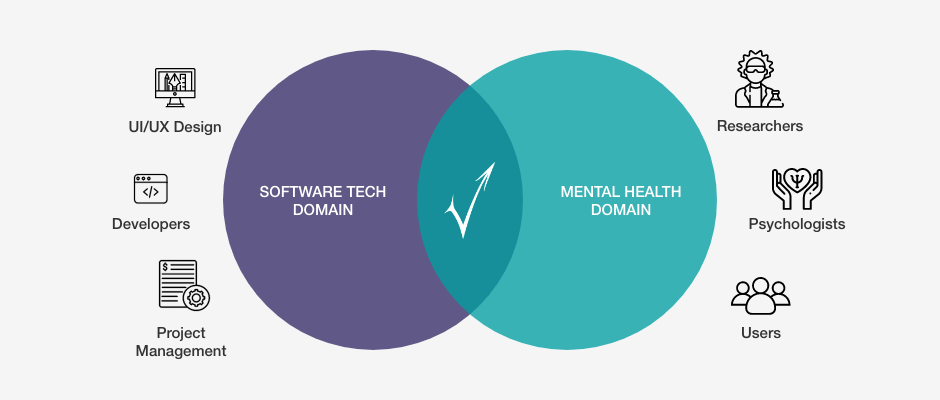 UI/UX Design
Developers
Project
Management
SOFTWARE TECH
DOMAIN
MENTAL HEALTH
DOMAIN
Researchers
Psychologists
Users